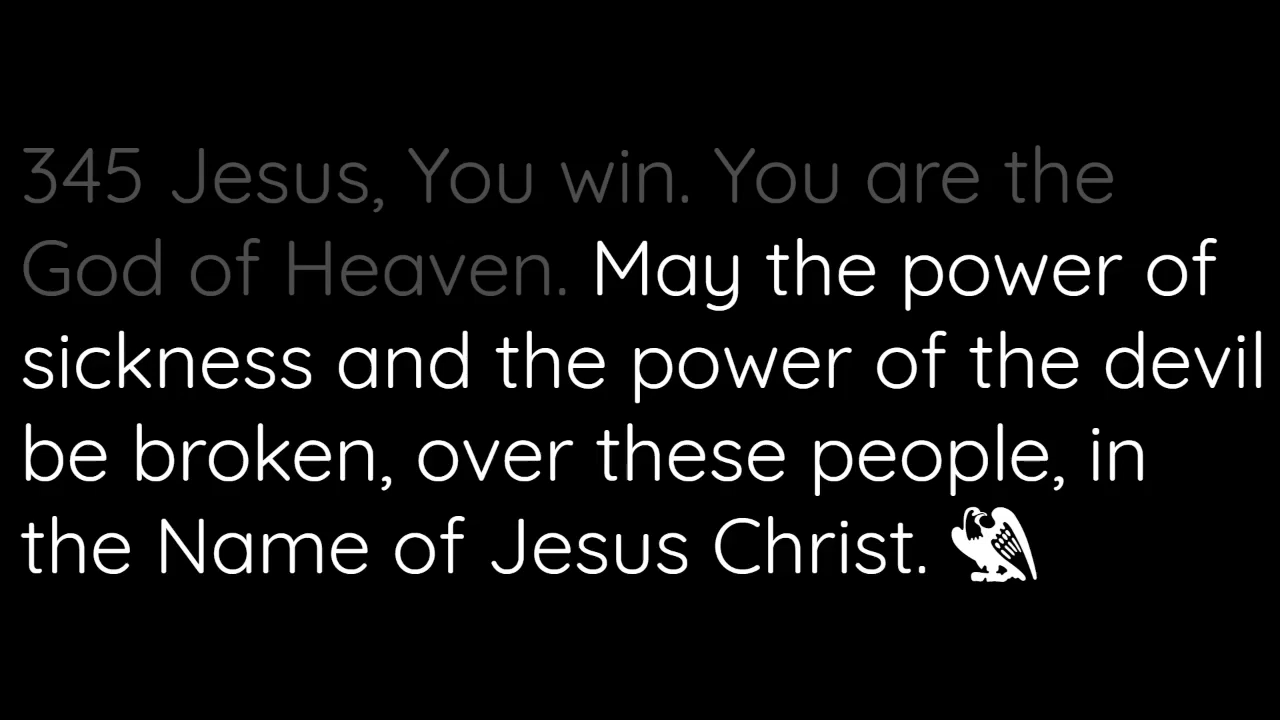 345 Jesus, You win. You are the
God of Heaven. May the power of
sickness and the power of the devil
be broken, over these people, in
the Name of Jesus Christ.